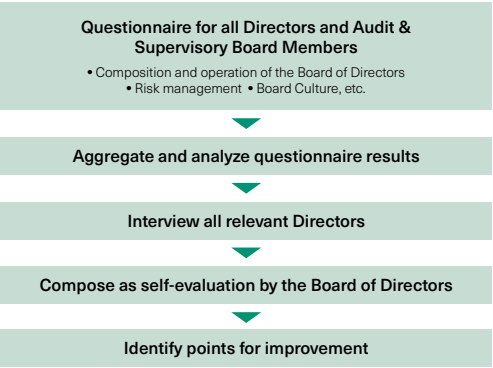 Questionnaire for all Directors and Audit &
Supervisory Board Members
• Composition and operation of the Board of Directors
• Risk management • Board Culture, etc.
Aggregate and analyze questionnaire results
Interview all relevant Directors
Compose as self-evaluation by the Board of Directors
Identify points for improvement